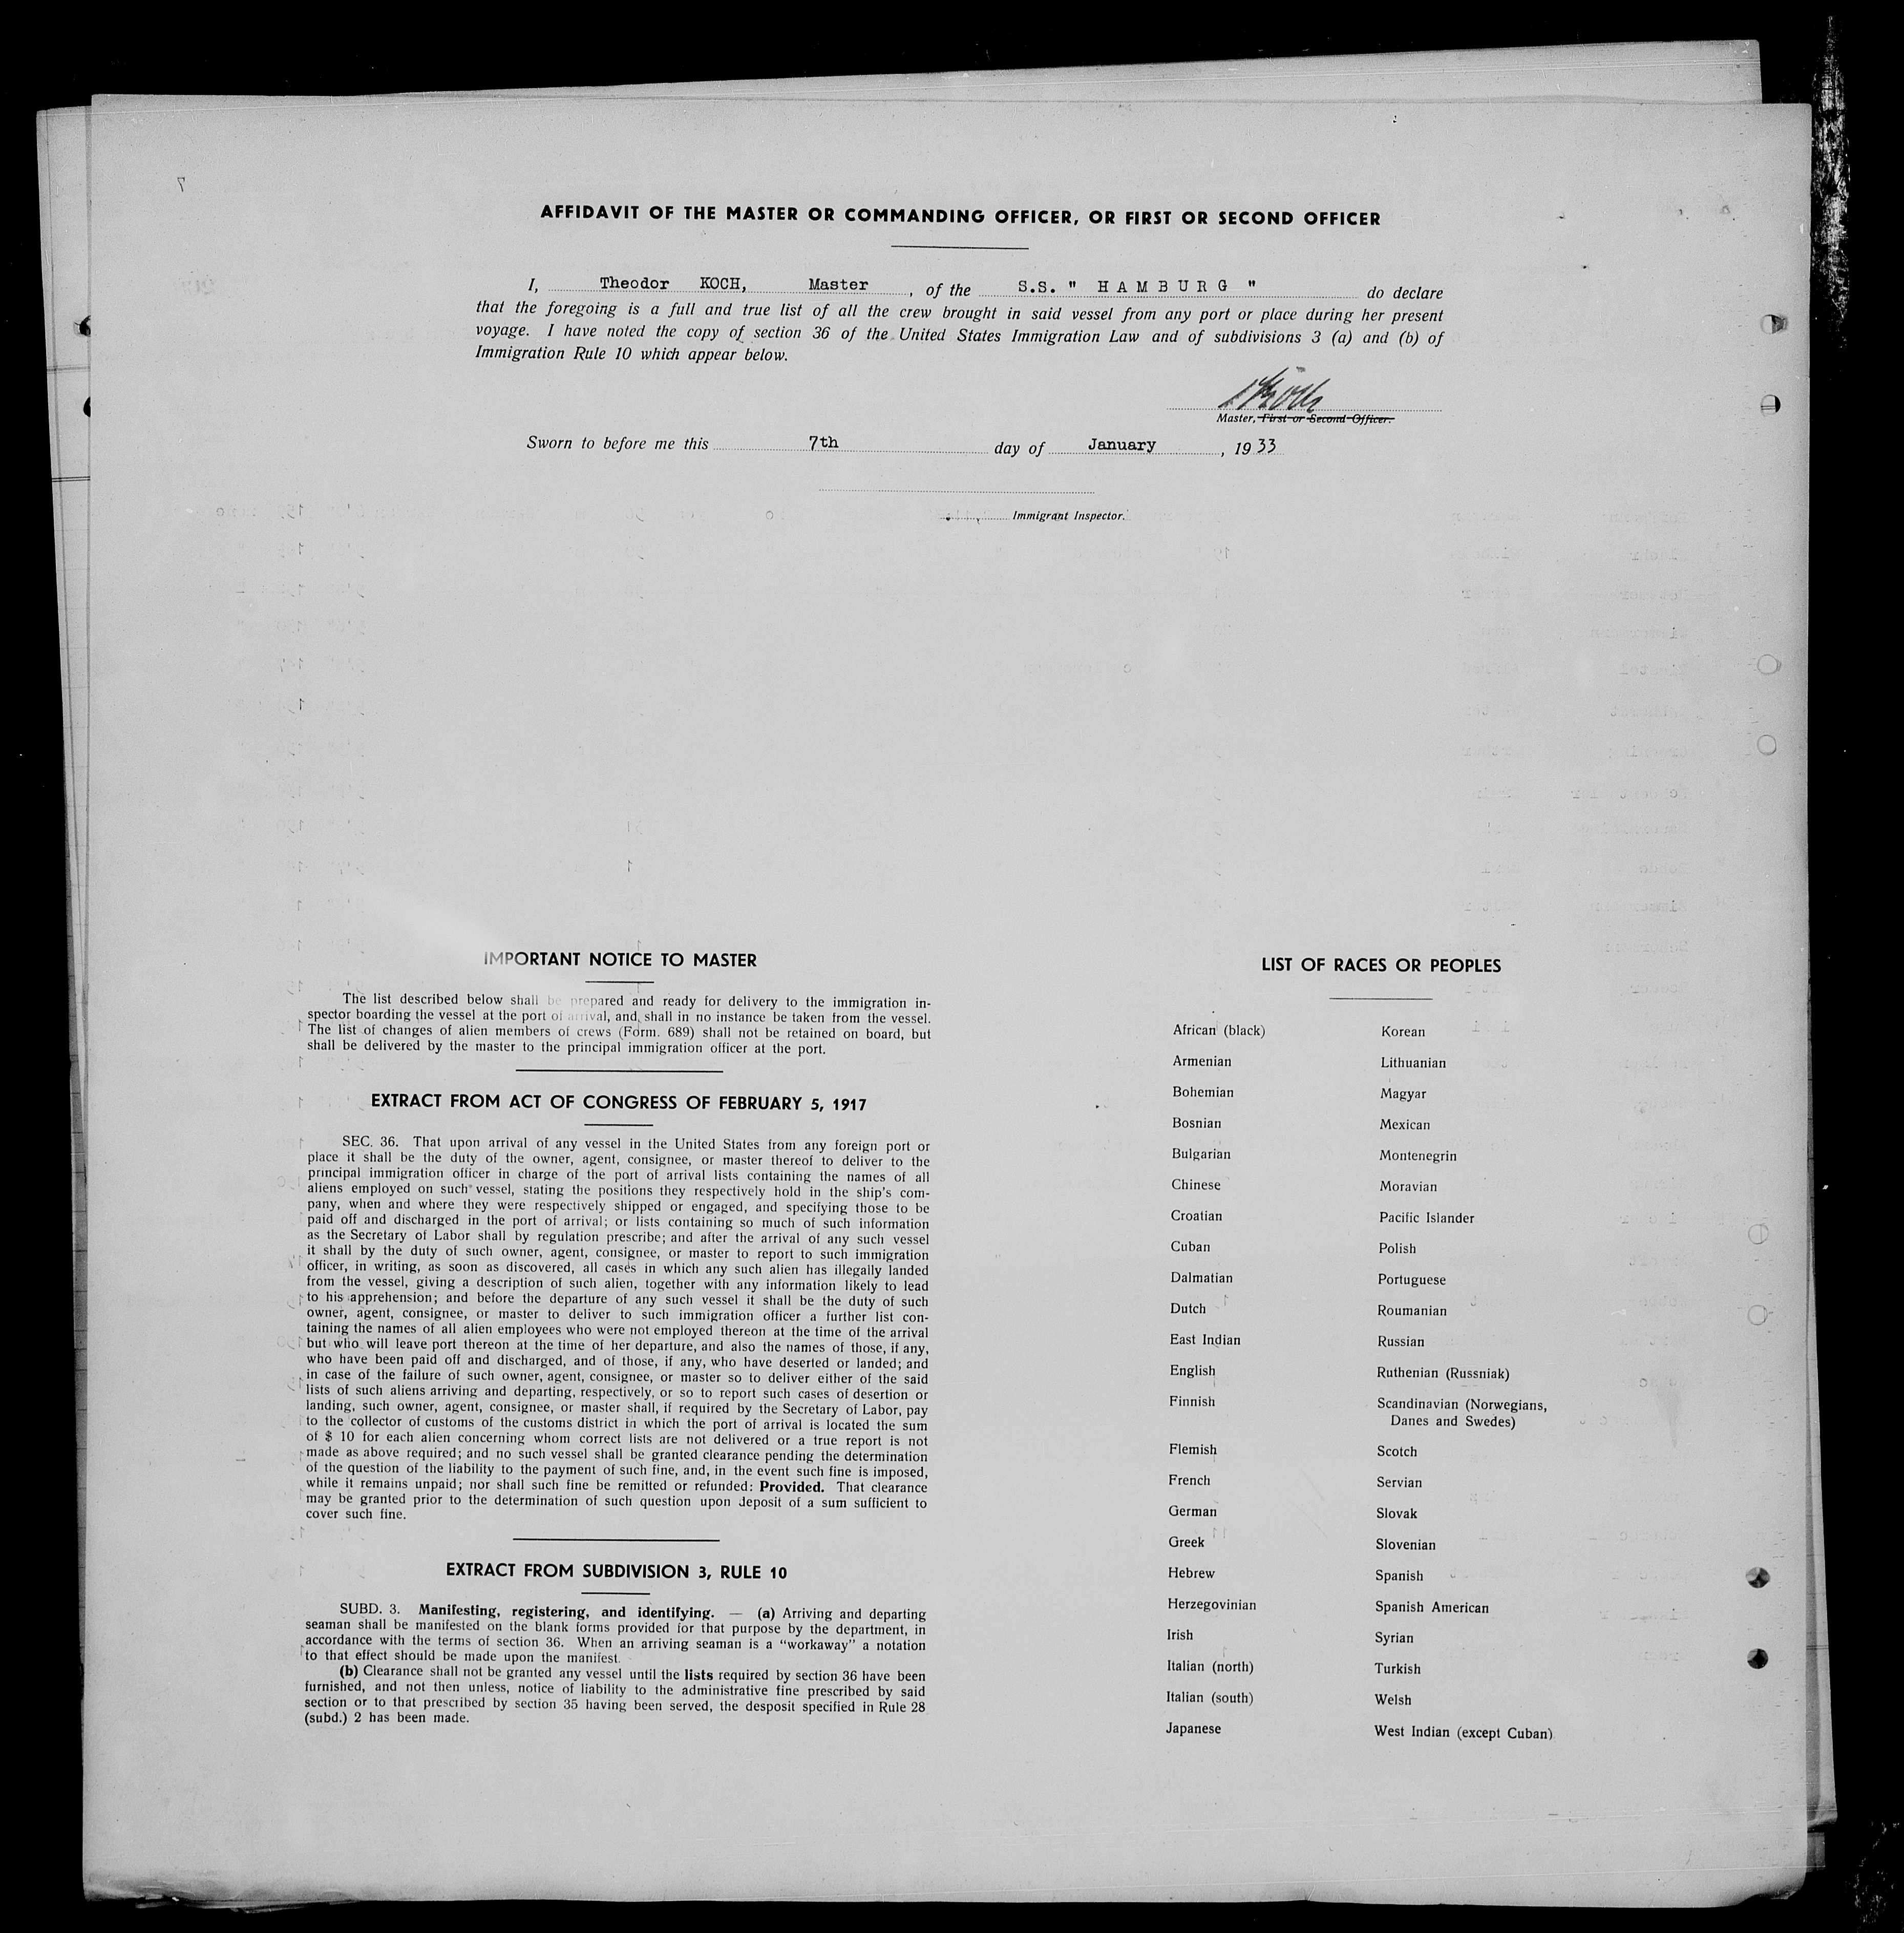 AFFIDAVIT OF THE MASTER OR COMMANDING OFFICER, OR FIRST OR SECOND OFFICER
I, Theodor KOCH, Master, of the S.S. " H A M B U R G " do declare
that the foregoing is a full and true list of all the crew brought in said vessel from any port or place during her present
voyage. I have noted the copy of section 36 of the United States Immigration Law and of subdivisions 3 (a) and (b) of
Immigration Rule 10 which appear below.
Master, First or Second Officer.
Sworn to before me this 7th day of January, 1933
Immigrant Inspector.
IMPORTANT NOTICE TO MASTER
The list described below shall be prepared and ready for delivery to the immigration in-
spector boarding the vessel at the port of arrival, and shall in no instance be taken from the vessel.
The list of changes of alien members of crews (Form. 689) shall not be retained on board, but
shall be delivered by the master to the principal immigration officer at the port.
EXTRACT FROM ACT OF CONGRESS OF FEBRUARY 5, 1917
SEC. 36. That upon arrival of any vessel in the United States from any foreign port or
place it shall be the duty of the owner, agent, consignee, or master thereof to deliver to the
principal immigration officer in charge of the port of arrival lists containing the names of all
aliens employed on such vessel, stating the positions they respectively hold in the ship's com-
pany, when and where they were respectively shipped or engaged, and specifying those to be
paid off and discharged in the port of arrival; or lists containing so much of such information
as the Secretary of Labor shall by regulation prescribe; and after the arrival of any such vessel
it shall by the duty of such owner, agent, consignee, or master to report to such immigration
officer, in writing, as soon as discovered, all cases in which any such alien has illegally landed
from the vessel, giving a description of such alien, together with any information likely to lead
to his apprehension; and before the departure of any such vessel it shall be the duty of such
owner, agent, consignee, or master to deliver to such immigration officer a further list con-
taining the names of all alien employees who were not employed thereon at the time of the arrival
but who will leave port thereon at the time of her departure, and also the names of those, if any,
who have been paid off and discharged, and of those, if any, who have deserted or landed; and
in case of the failure of such owner, agent, consignee, or master so to deliver either of the said
lists of such aliens arriving and departing, respectively, or so to report such cases of desertion or
landing, such owner, agent, consignee, or master shall, if required by the Secretary of Labor, pay
to the collector of customs of the customs district in which the port of arrival is located the sum
of $ 10 for each alien concerning whom correct lists are not delivered or a true report is not
made as above required; and no such vessel shall be granted clearance pending the determination
of the question of the liability to the payment of such fine, and, in the event such fine is imposed,
while it remains unpaid; nor shall such fine be remitted or refunded: Provided. That clearance
may be granted prior to the determination of such question upon deposit of a sum sufficient to
cover such fine.
EXTRACT FROM SUBDIVISION 3, RULE 10
SUBD. 3. Manifesting, registering, and identifying. — (a) Arriving and departing
seaman shall be manifested on the blank forms provided for that purpose by the department, in
accordance with the terms of section 36. When an arriving seaman is a "workaway" a notation
to that effect should be made upon the manifest.
(b) Clearance shall not be granted any vessel until the lists required by section 36 have been
furnished, and not then unless, notice of liability to the administrative fine prescribed by said
section or to that prescribed by section 35 having been served, the desposit specified in Rule 28
(subd.) 2 has been made.
LIST OF RACES OR PEOPLES
African (black)
Armenian
Bohemian
Bosnian
Bulgarian
Chinese
Croatian
Cuban
Dalmatian
Dutch
East Indian
English
Finnish
Flemish
French
German
Greek
Hebrew
Herzegovinian
Irish
Italian (north)
Italian (south)
Japanese
Korean
Lithuanian
Magyar
Mexican
Montenegrin
Moravian
Pacific Islander
Polish
Portuguese
Roumanian
Russian
Ruthenian (Russniak)
Scandinavian (Norwegians,
Danes and Swedes)
Scotch
Servian
Slovak
Slovenian
Spanish
Spanish American
Syrian
Turkish
Welsh
West Indian (except Cuban)